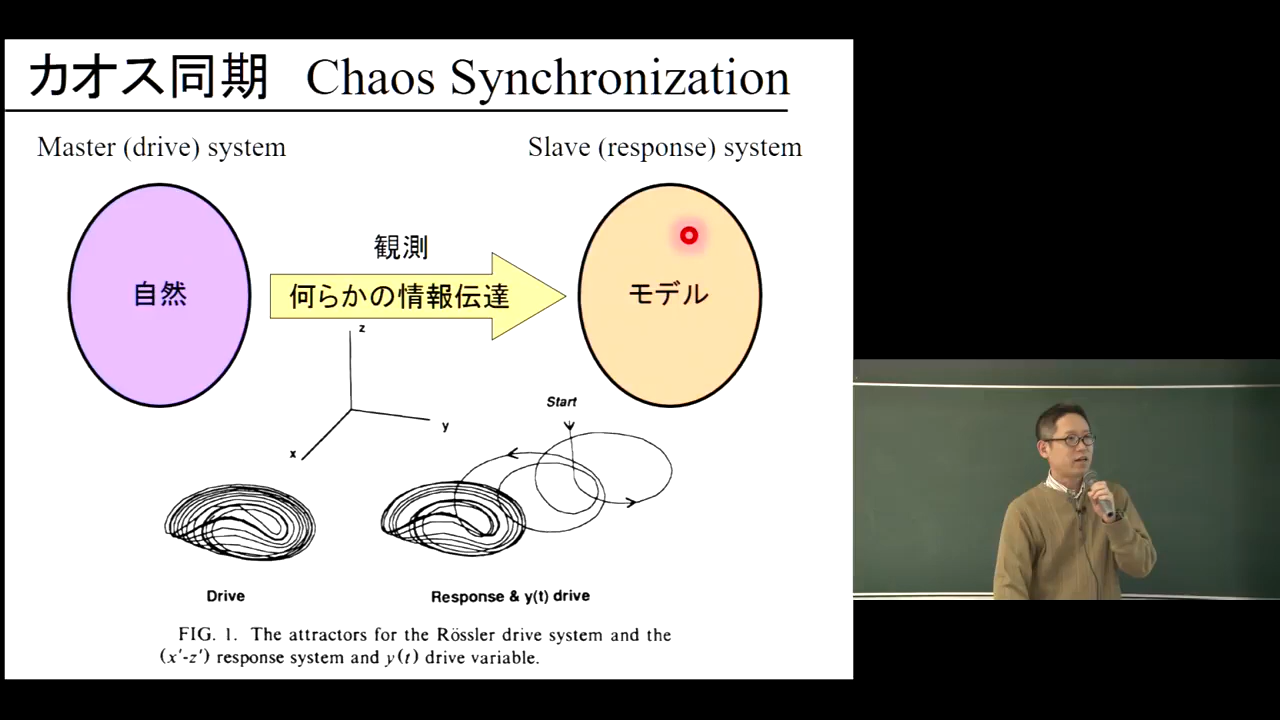 カオス同期 Chaos Synchronization
Master (drive) system
Slave (response) system
観測
自然
何らかの情報伝達
モデル
z
y
x
Start
Drive
Response & y(t) drive
FIG. 1. The attractors for the Rössler drive system and the
(x′-z′) response system and y(t) drive variable.